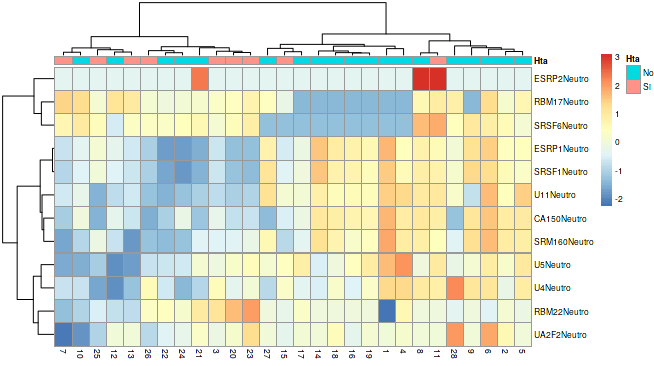 Hta
ESRP2Neutro
RBM17Neutro
SRSF6Neutro
ESRP1Neutro
SRSF1Neutro
U11Neutro
CA150Neutro
SRM160Neutro
U5Neutro
U4Neutro
RBM22Neutro
UA2F2Neutro
7 10 25 12 13 26 22 24 21 3 20 23 27 15 17 14 18 16 19 1 4 8 11 28 9 6 2 5
3
2
1
0
-1
-2
Hta
No
SI